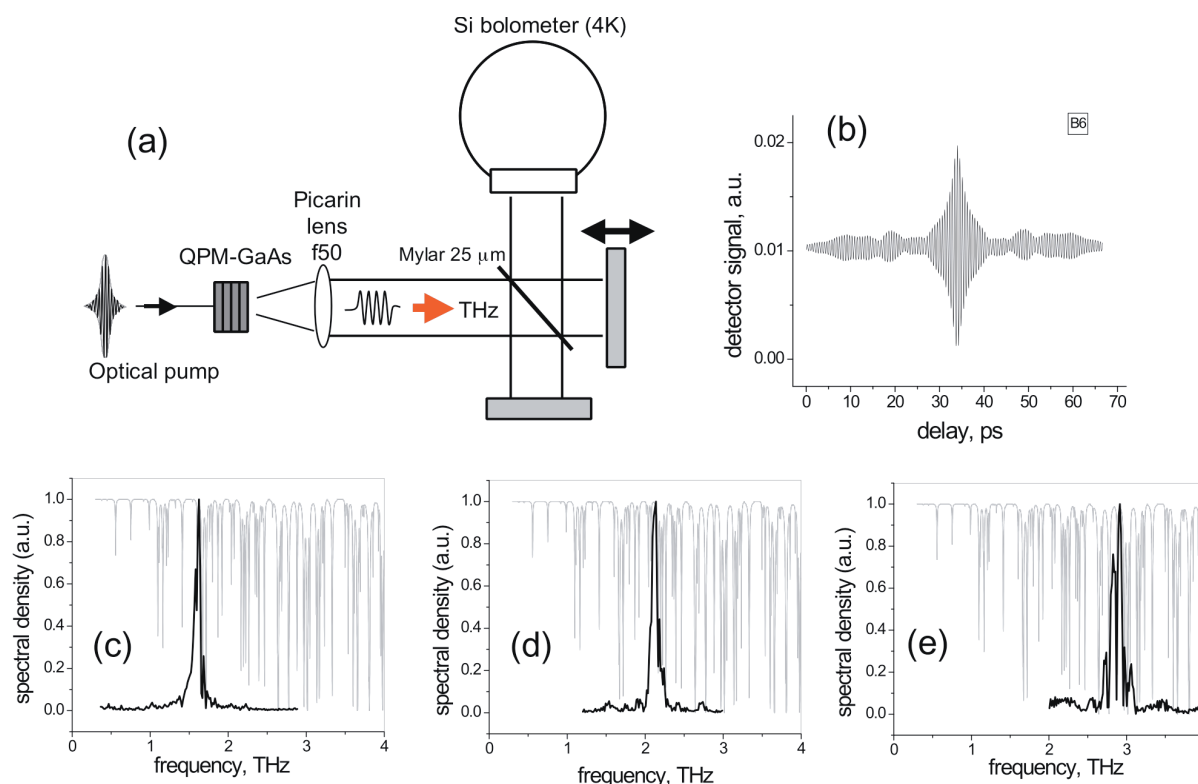 Si bolometer (4K)
(a)
Picarin
lens
f50
QPM-GaAs
Mylar 25 μm
THz
Optical pump
(b)
B6
0.02
0.01
0.00
detector signal, a.u.
0 10 20 30 40 50 60 70
delay, ps
(c)
spectral density (a.u.)
1.0
0.8
0.6
0.4
0.2
0.0
0 1 2 3 4
frequency, THz
(d)
spectral density (a.u.)
1.0
0.8
0.6
0.4
0.2
0.0
0 1 2 3 4
frequency, THz
(e)
spectral density (a.u.)
1.0
0.8
0.6
0.4
0.2
0.0
0 1 2 3
frequency, THz